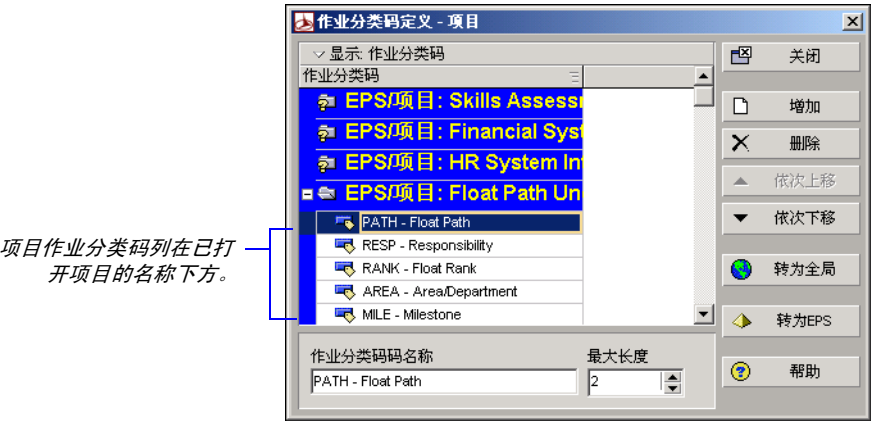 作业分类码定义 - 项目
显示: 作业分类码
作业分类码
EPS/项目: Skills Assess
EPS/项目: Financial Syst
EPS/项目: HR System In
EPS/项目: Float Path Un
PATH - Float Path
RESP - Responsibility
RANK - Float Rank
AREA - Area/Department
MILE - Milestone
作业分类码码名称
最大长度
PATH - Float Path
2
关闭
增加
删除
依次上移
依次下移
转为全局
转为EPS
帮助
项目作业分类码列在已打
开项目的名称下方。